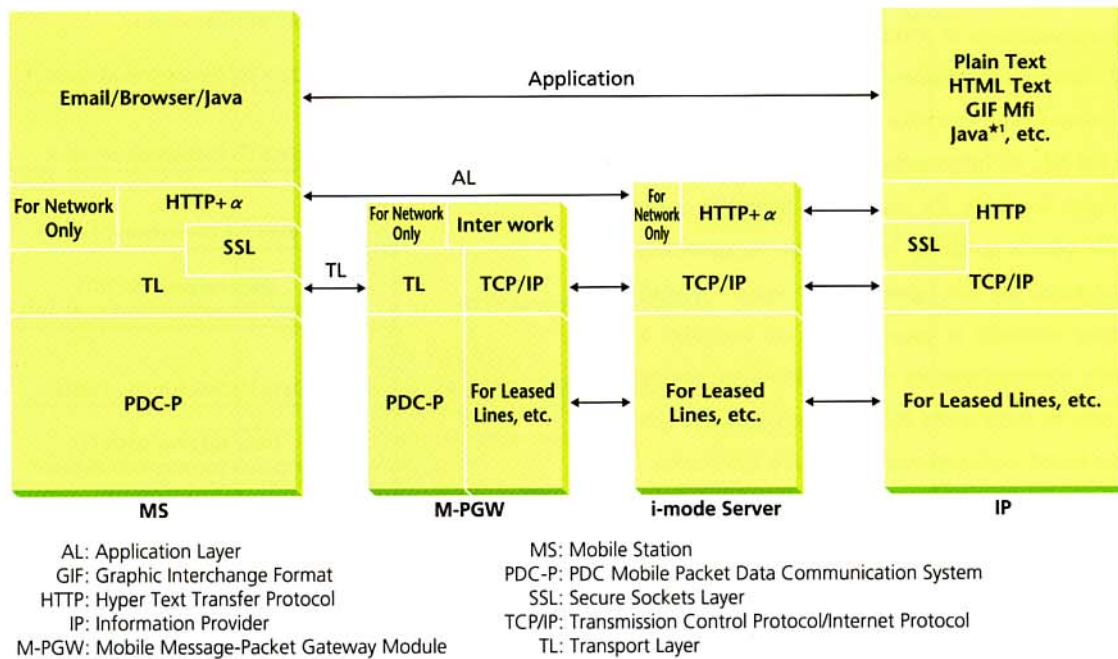 Application
Email/Browser/Java
Plain Text
HTML Text
GIF Mfi
Java★1, etc.
AL
For Network
Only
HTTP+α
SSL
TL
PDC-P
MS
TL
For Network
Only
Inter work
TL
TCP/IP
PDC-P
For Leased
Lines, etc.
M-PGW
For
Network
Only
HTTP+α
TCP/IP
For Leased
Lines, etc.
i-mode Server
HTTP
SSL
TCP/IP
For Leased Lines, etc.
IP
AL: Application Layer
GIF: Graphic Interchange Format
HTTP: Hyper Text Transfer Protocol
IP: Information Provider
M-PGW: Mobile Message-Packet Gateway Module
MS: Mobile Station
PDC-P: PDC Mobile Packet Data Communication System
SSL: Secure Sockets Layer
TCP/IP: Transmission Control Protocol/Internet Protocol
TL: Transport Layer